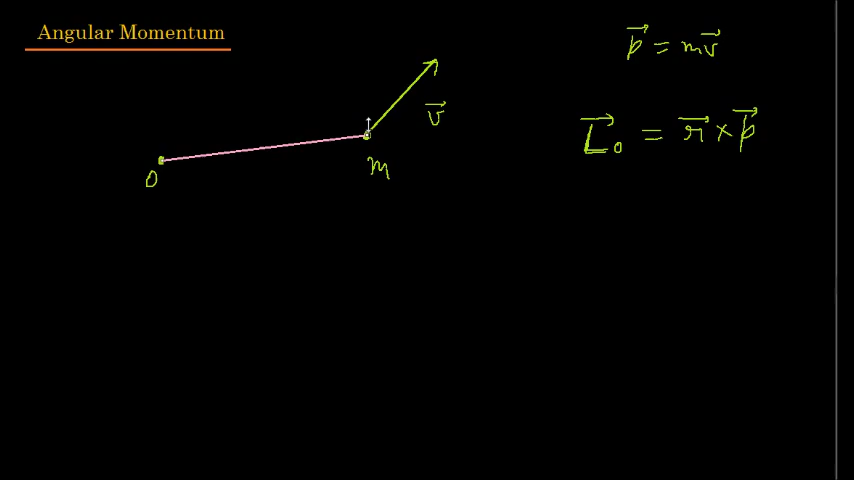 Angular Momentum
p⃗ = mv⃗
v⃗
L⃗₀ = r⃗ × p⃗
O
m